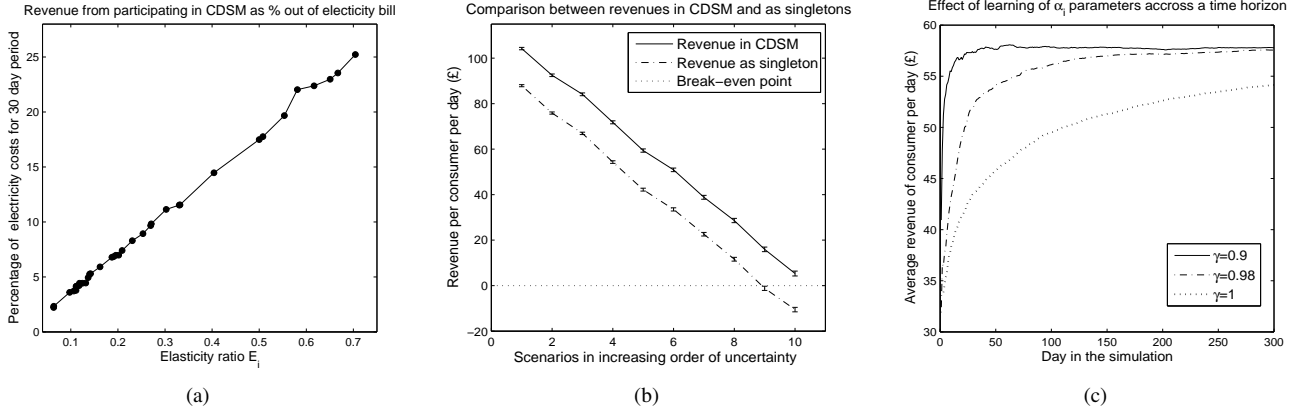 Revenue from participating in CDSM as % out of electicity bill
Percentage of electricity costs for 30 day period
25
20
15
10
5
0
0.1 0.2 0.3 0.4 0.5 0.6 0.7
Elasticity ratio E_i
(a)
Comparison between revenues in CDSM and as singletons
Revenue per consumer per day (£)
100
80
60
40
20
0
−20
Revenue in CDSM
Revenue as singleton
Break−even point
0 2 4 6 8 10
Scenarios in increasing order of uncertainty
(b)
Effect of learning of α_i parameters accross a time horizon
Average revenue of consumer per day (£)
60
57
55
50
45
40
35
30
γ=0.9
γ=0.98
γ=1
0 50 100 150 200 250 300
Day in the simulation
(c)